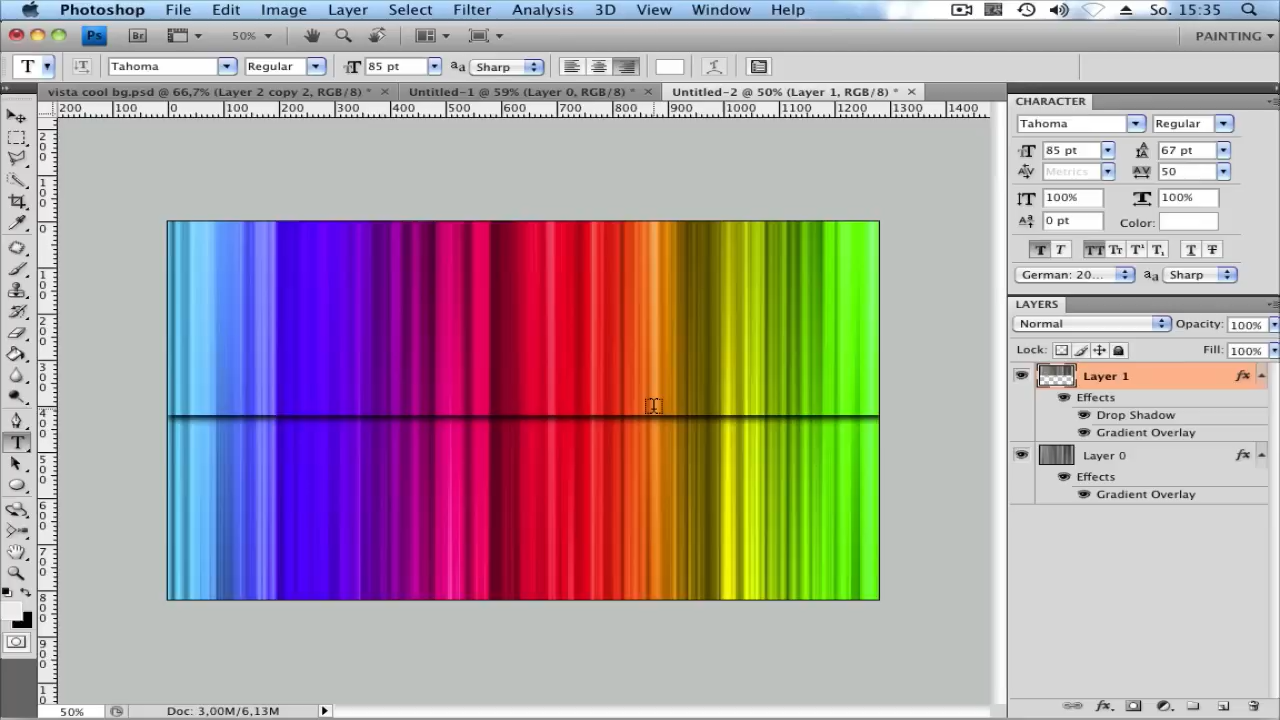 Photoshop File Edit Image Layer Select Filter Analysis 3D View Window Help So. 15:35
Ps Br 50% PAINTING
T Tahoma Regular 85 pt Sharp
vista cool bg.psd @ 66,7% (Layer 2 copy 2, RGB/8) * Untitled-1 @ 59% (Layer 0, RGB/8) * Untitled-2 @ 50% (Layer 1, RGB/8) *
200 100 0 100 200 300 400 500 600 700 800 900 1000 1100 1200 1300 1400
CHARACTER
Tahoma Regular
85 pt 67 pt
Metrics 50
100% 100%
0 pt Color:
German: 20... Sharp
LAYERS
Normal Opacity: 100%
Lock: Fill: 100%
Layer 1 fx
Effects
Drop Shadow
Gradient Overlay
Layer 0 fx
Effects
Gradient Overlay
50% Doc: 3,00M/6,13M